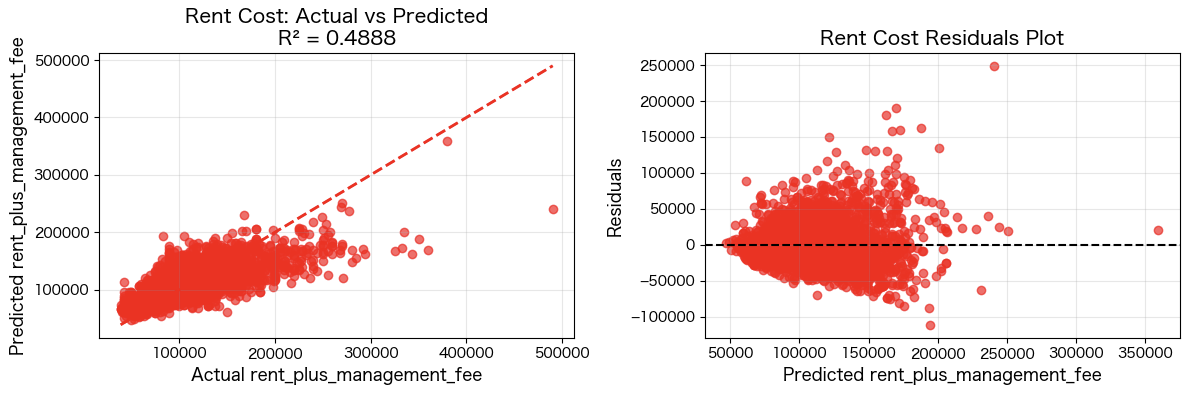 Rent Cost: Actual vs Predicted
R² = 0.4888
Predicted rent_plus_management_fee
500000
400000
300000
200000
100000
100000 200000 300000 400000 500000
Actual rent_plus_management_fee
Rent Cost Residuals Plot
Residuals
250000
200000
150000
100000
50000
0
−50000
−100000
50000 100000 150000 200000 250000 300000 350000
Predicted rent_plus_management_fee